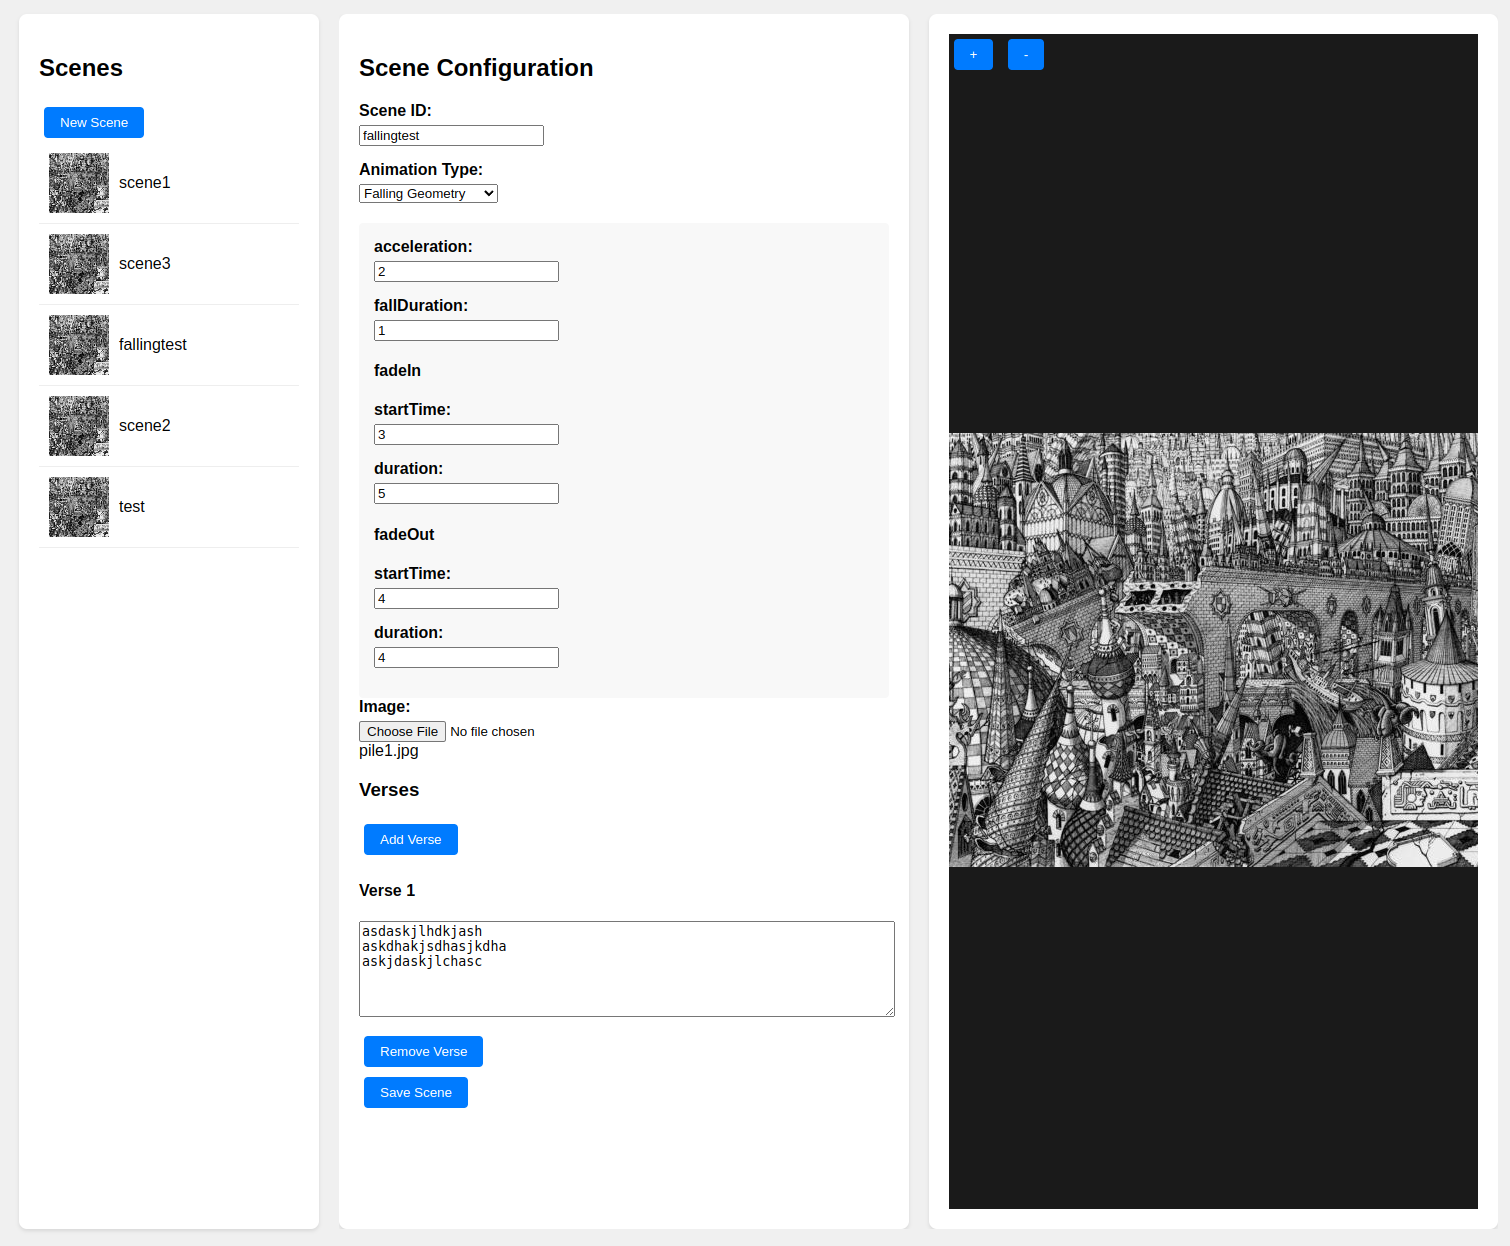 Scenes
New Scene
scene1
scene3
fallingtest
scene2
test
Scene Configuration
Scene ID:
fallingtest
Animation Type:
Falling Geometry
acceleration:
2
fallDuration:
1
fadeIn
startTime:
3
duration:
5
fadeOut
startTime:
4
duration:
4
Image:
Choose File No file chosen
pile1.jpg
Verses
Add Verse
Verse 1
asdaskjlhdkjash
askdhakjsdhasjkdha
askjdaskjlchasc
Remove Verse
Save Scene
+ -